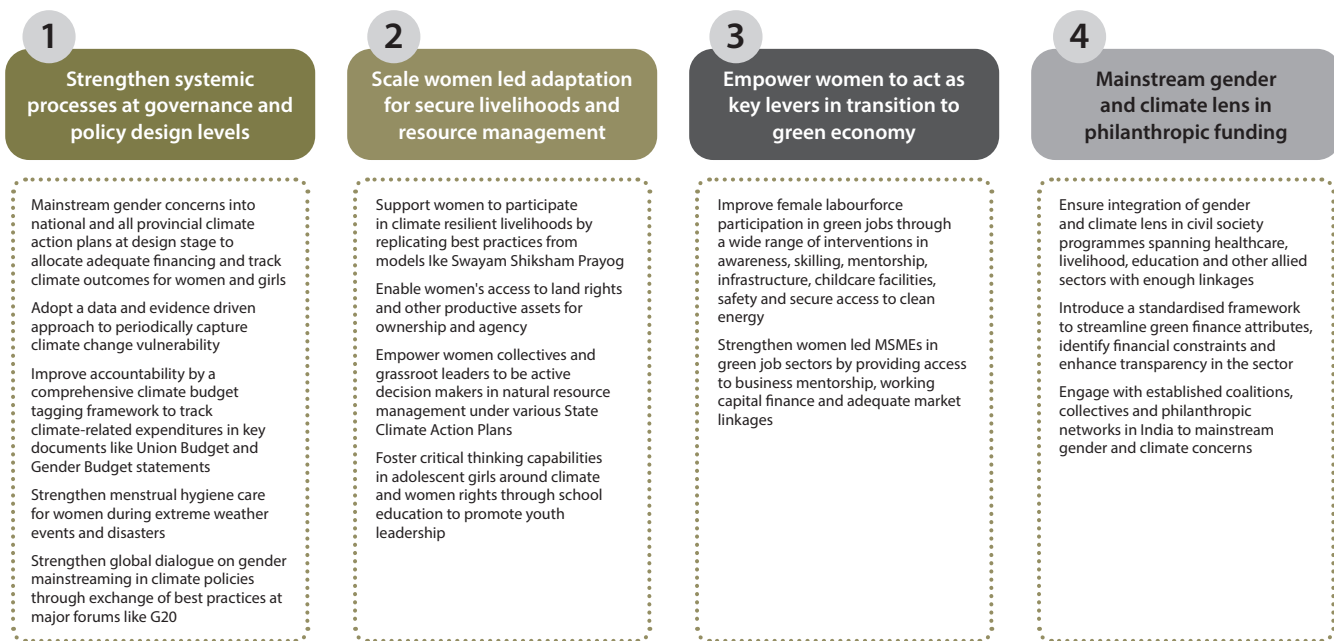 1
Strengthen systemic
processes at governance and
policy design levels
Mainstream gender concerns into
national and all provincial climate
action plans at design stage to
allocate adequate financing and track
climate outcomes for women and girls
Adopt a data and evidence driven
approach to periodically capture
climate change vulnerability
Improve accountability by a
comprehensive climate budget
tagging framework to track
climate-related expenditures in key
documents like Union Budget and
Gender Budget statements
Strengthen menstrual hygiene care
for women during extreme weather
events and disasters
Strengthen global dialogue on gender
mainstreaming in climate policies
through exchange of best practices at
major forums like G20
2
Scale women led adaptation
for secure livelihoods and
resource management
Support women to participate
in climate resilient livelihoods by
replicating best practices from
models Ike Swayam Shiksham Prayog
Enable women's access to land rights
and other productive assets for
ownership and agency
Empower women collectives and
grassroot leaders to be active
decision makers in natural resource
management under various State
Climate Action Plans
Foster critical thinking capabilities
in adolescent girls around climate
and women rights through school
education to promote youth
leadership
3
Empower women to act as
key levers in transition to
green economy
Improve female labourforce
participation in green jobs through
a wide range of interventions in
awareness, skilling, mentorship,
infrastructure, childcare facilities,
safety and secure access to clean
energy
Strengthen women led MSMEs in
green job sectors by providing access
to business mentorship, working
capital finance and adequate market
linkages
4
Mainstream gender
and climate lens in
philanthropic funding
Ensure integration of gender
and climate lens in civil society
programmes spanning healthcare,
livelihood, education and other allied
sectors with enough linkages
Introduce a standardised framework
to streamline green finance attributes,
identify financial constraints and
enhance transparency in the sector
Engage with established coalitions,
collectives and philanthropic
networks in India to mainstream
gender and climate concerns